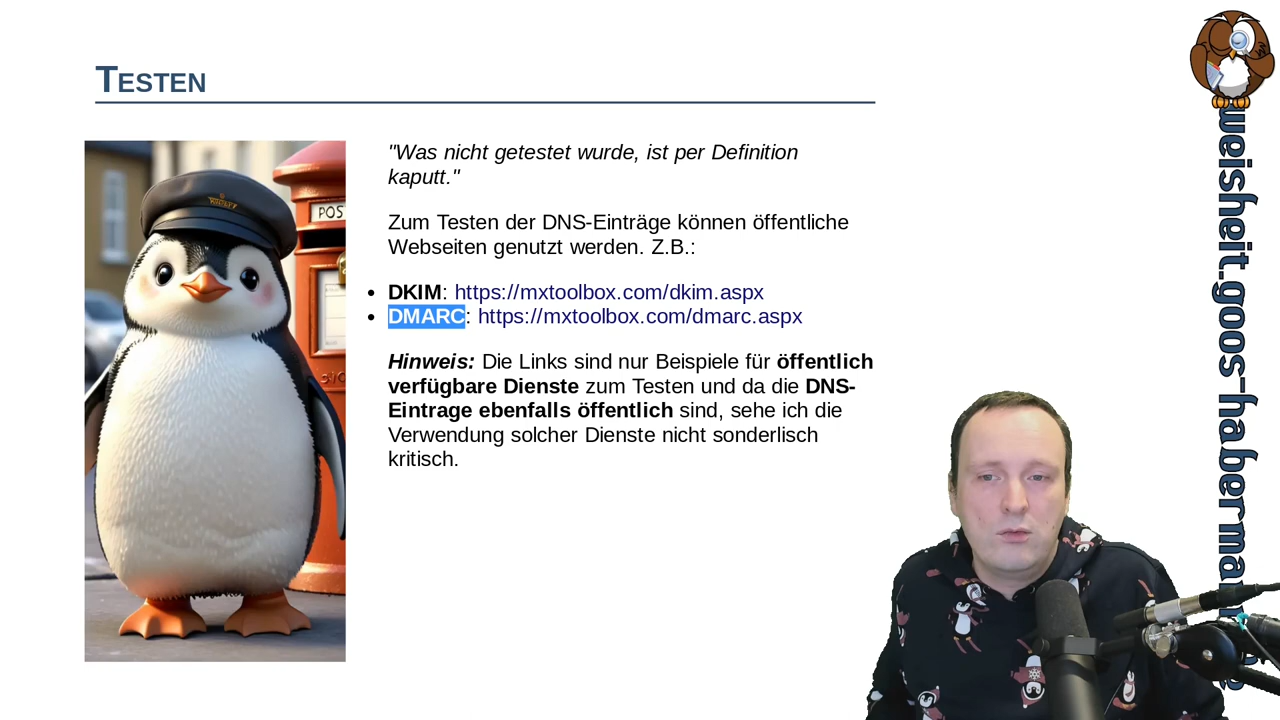 TESTEN
"Was nicht getestet wurde, ist per Definition
kaputt."
Zum Testen der DNS-Einträge können öffentliche
Webseiten genutzt werden. Z.B.:
• DKIM: https://mxtoolbox.com/dkim.aspx
• DMARC: https://mxtoolbox.com/dmarc.aspx
Hinweis: Die Links sind nur Beispiele für öffentlich
verfügbare Dienste zum Testen und da die DNS-
Eintrage ebenfalls öffentlich sind, sehe ich die
Verwendung solcher Dienste nicht sonderlisch
kritisch.
POS
weisheit.goos-haberma